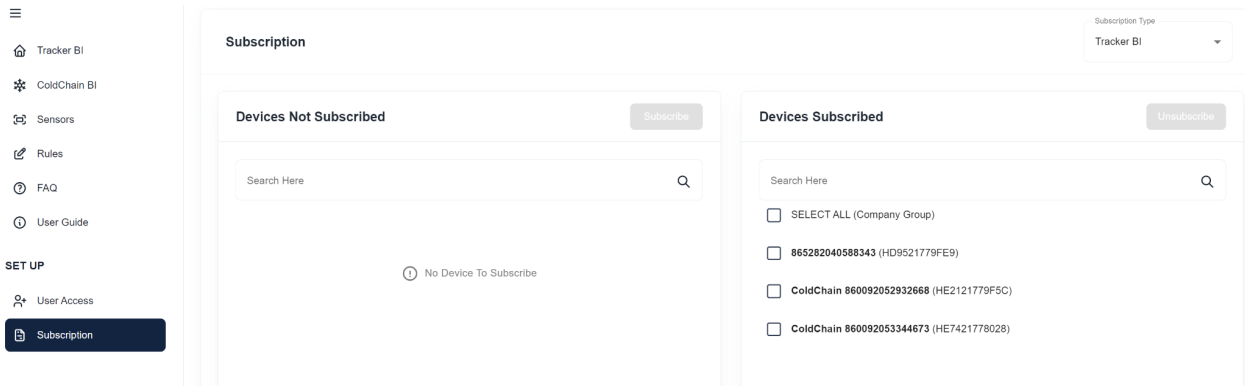 Tracker BI
ColdChain BI
Sensors
Rules
FAQ
User Guide
SET UP
User Access
Subscription
Subscription
Subscription Type
Tracker BI
Devices Not Subscribed
Subscribe
Search Here
No Device To Subscribe
Devices Subscribed
Unsubscribe
Search Here
SELECT ALL (Company Group)
865282040588343 (HD9521779FE9)
ColdChain 860092052932668 (HE2121779F5C)
ColdChain 860092053344673 (HE7421778028)